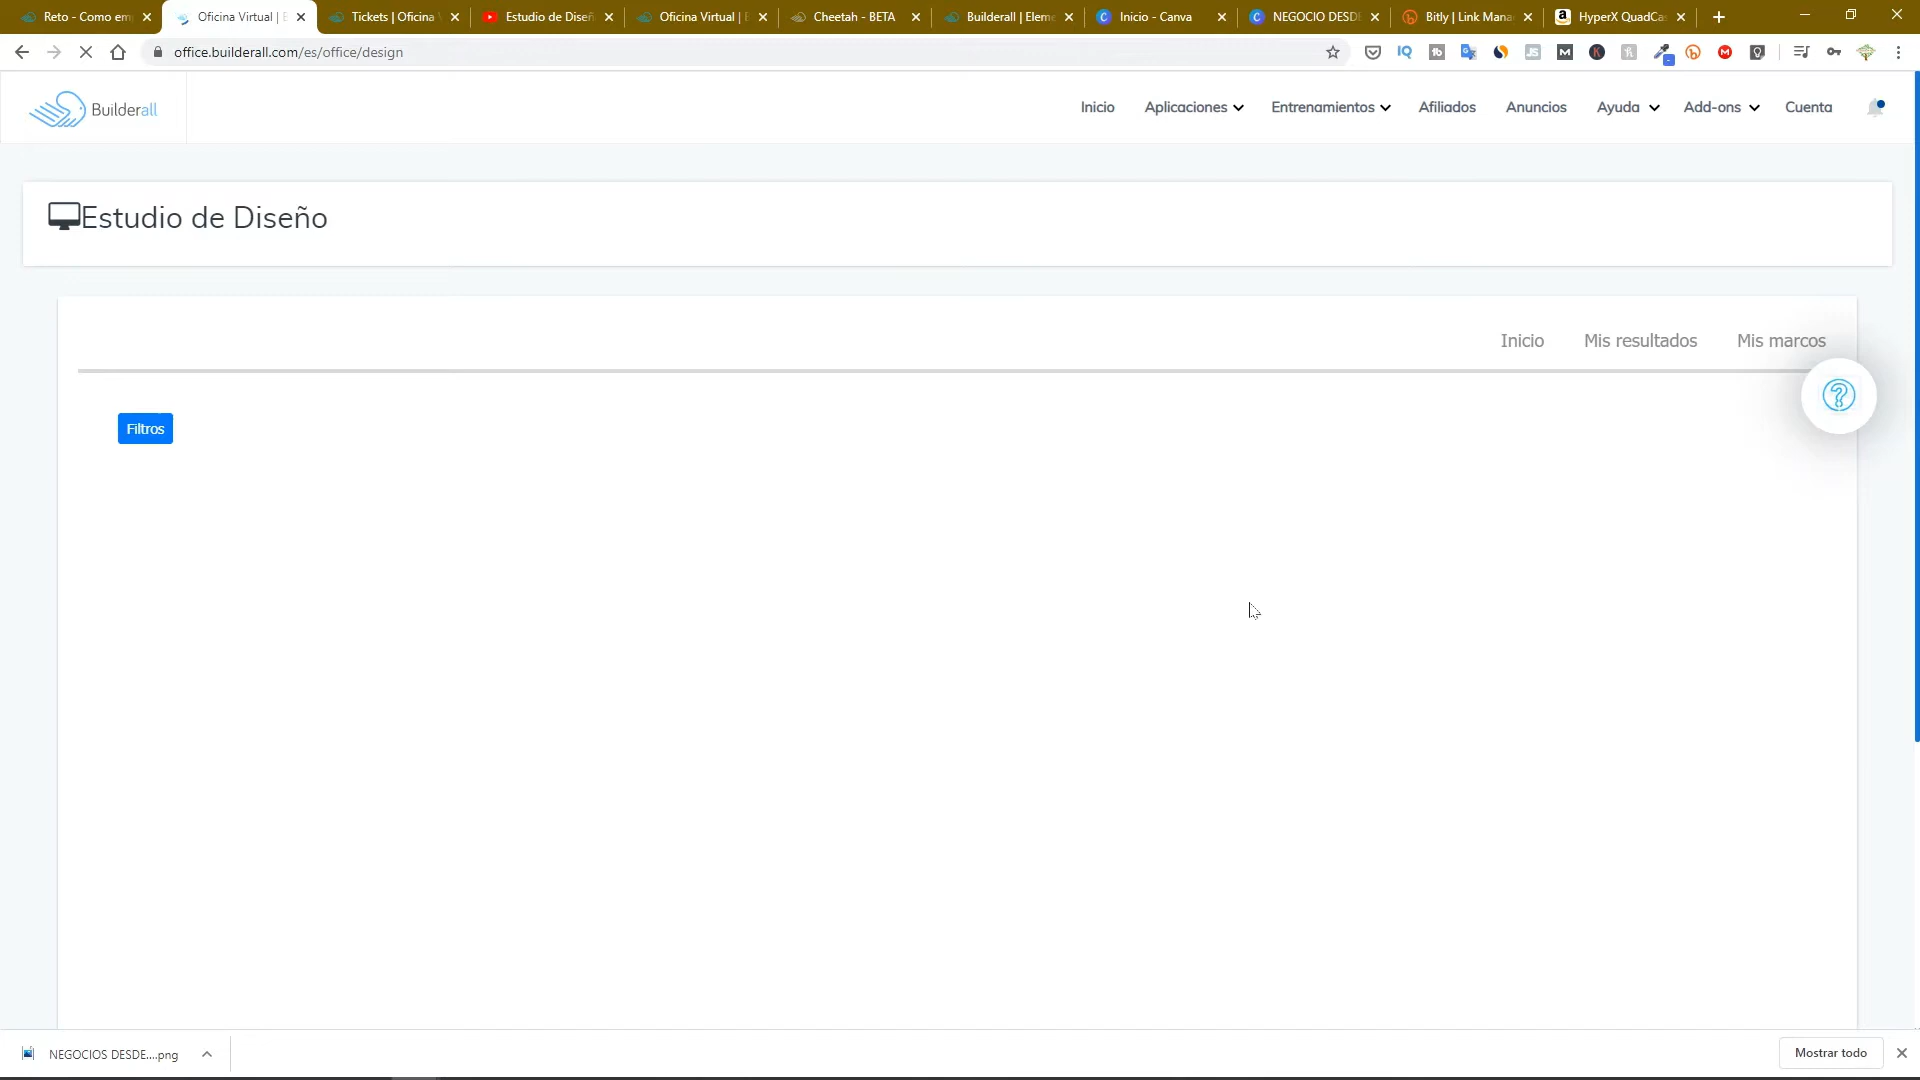 Reto - Como em
Oficina Virtual | E
Tickets | Oficina V
Estudio de Diseñ
Oficina Virtual | E
Cheetah - BETA
Builderall | Eleme
Inicio - Canva
NEGOCIO DESDE
Bitly | Link Mana
HyperX QuadCa
office.builderall.com/es/office/design
Builderall
Inicio
Aplicaciones
Entrenamientos
Afiliados
Anuncios
Ayuda
Add-ons
Cuenta
Estudio de Diseño
Inicio
Mis resultados
Mis marcos
Filtros
NEGOCIOS DESDE....png
Mostrar todo